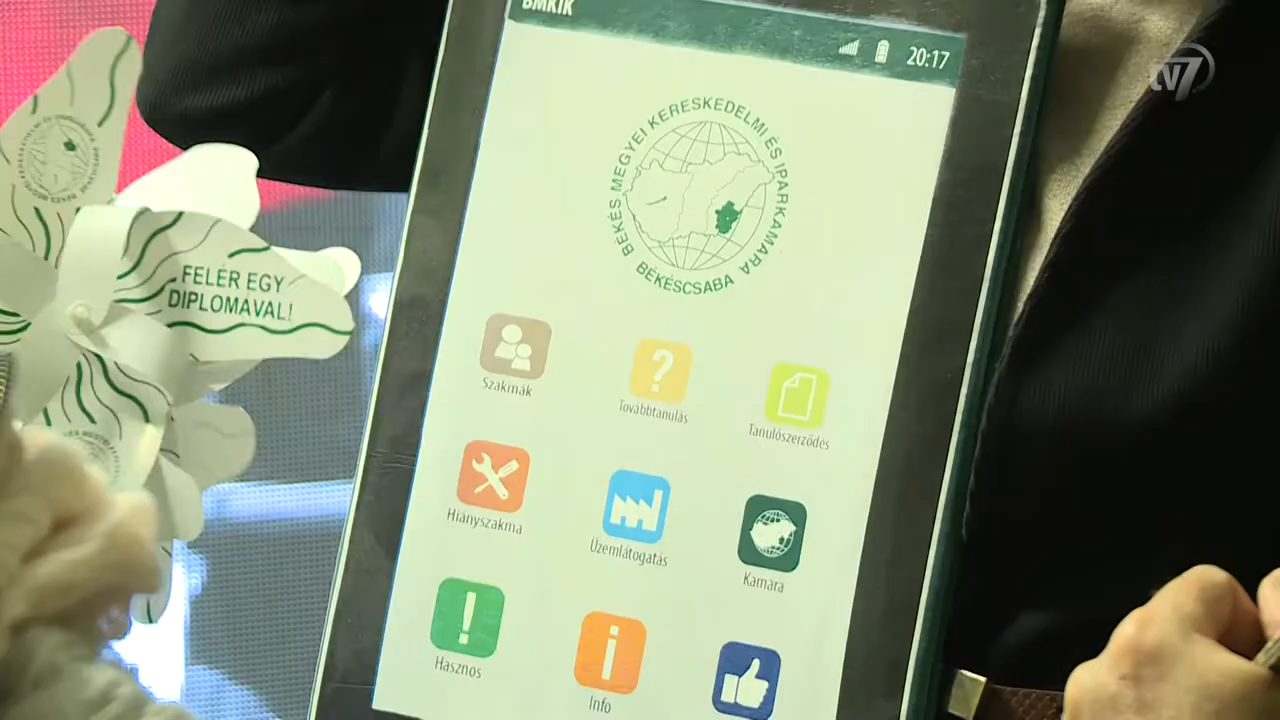 BMKIK
20:17
tv7
BÉKÉS MEGYEI KERESKEDELMI ÉS IPARKAMARA
BÉKÉSCSABA
FELÉR EGY
DIPLOMÁVAL!
Szakmák
Továbbtanulás
Tanulószerződés
Hiányszakma
Üzemlátogatás
Kamara
Hasznos
Info